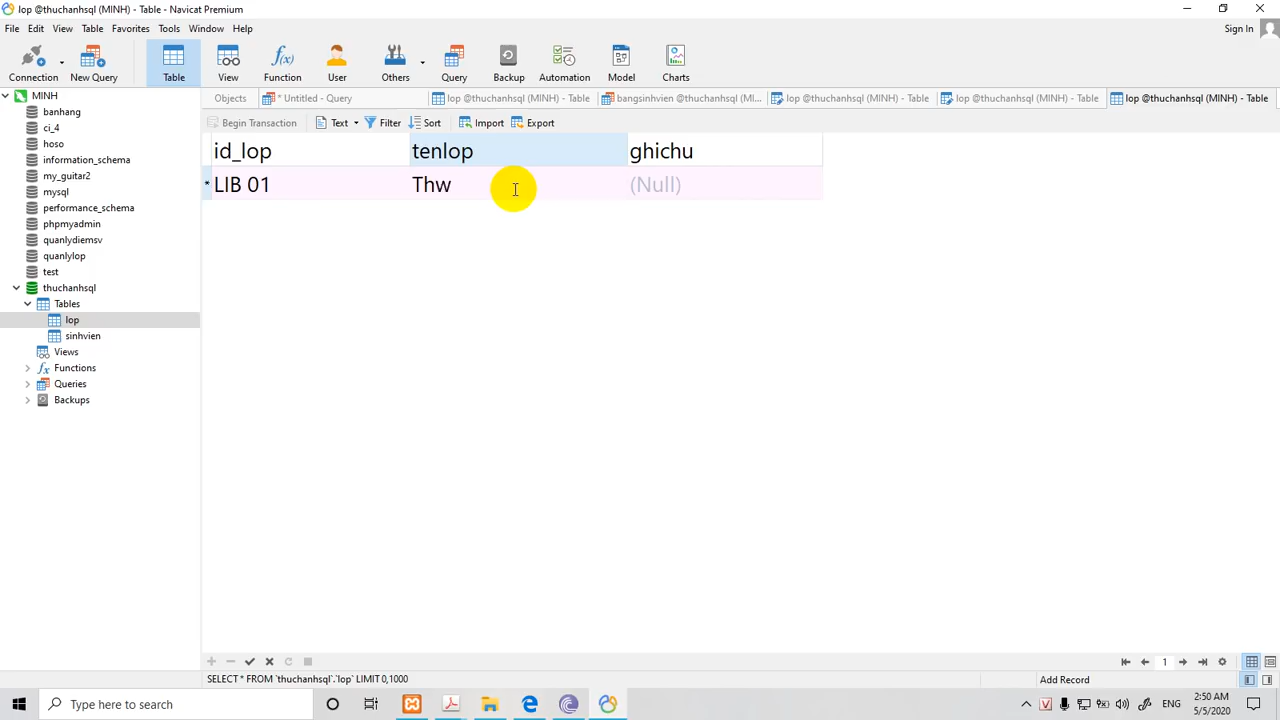 lop @thuchanhsql (MINH) - Table - Navicat Premium
File Edit View Table Favorites Tools Window Help
Sign In
Connection New Query Table View Function User Others Query Backup Automation Model Charts
MINH
banhang
ci_4
hoso
information_schema
my_guitar2
mysql
performance_schema
phpmyadmin
quanlydiemsv
quanlylop
test
thuchanhsql
Tables
lop
sinhvien
Views
Functions
Queries
Backups
Objects * Untitled - Query lop @thuchanhsql (MINH) - Table bangsinhvien @thuchanhsql (MI... lop @thuchanhsql (MINH) - Table lop @thuchanhsql (MINH) - Table lop @thuchanhsql (MINH) - Table
Begin Transaction Text Filter Sort Import Export
id_lop tenlop ghichu
* LIB 01 Thw (Null)
1
SELECT * FROM `thuchanhsql`.`lop` LIMIT 0,1000
Add Record
Type here to search
ENG
2:50 AM
5/5/2020